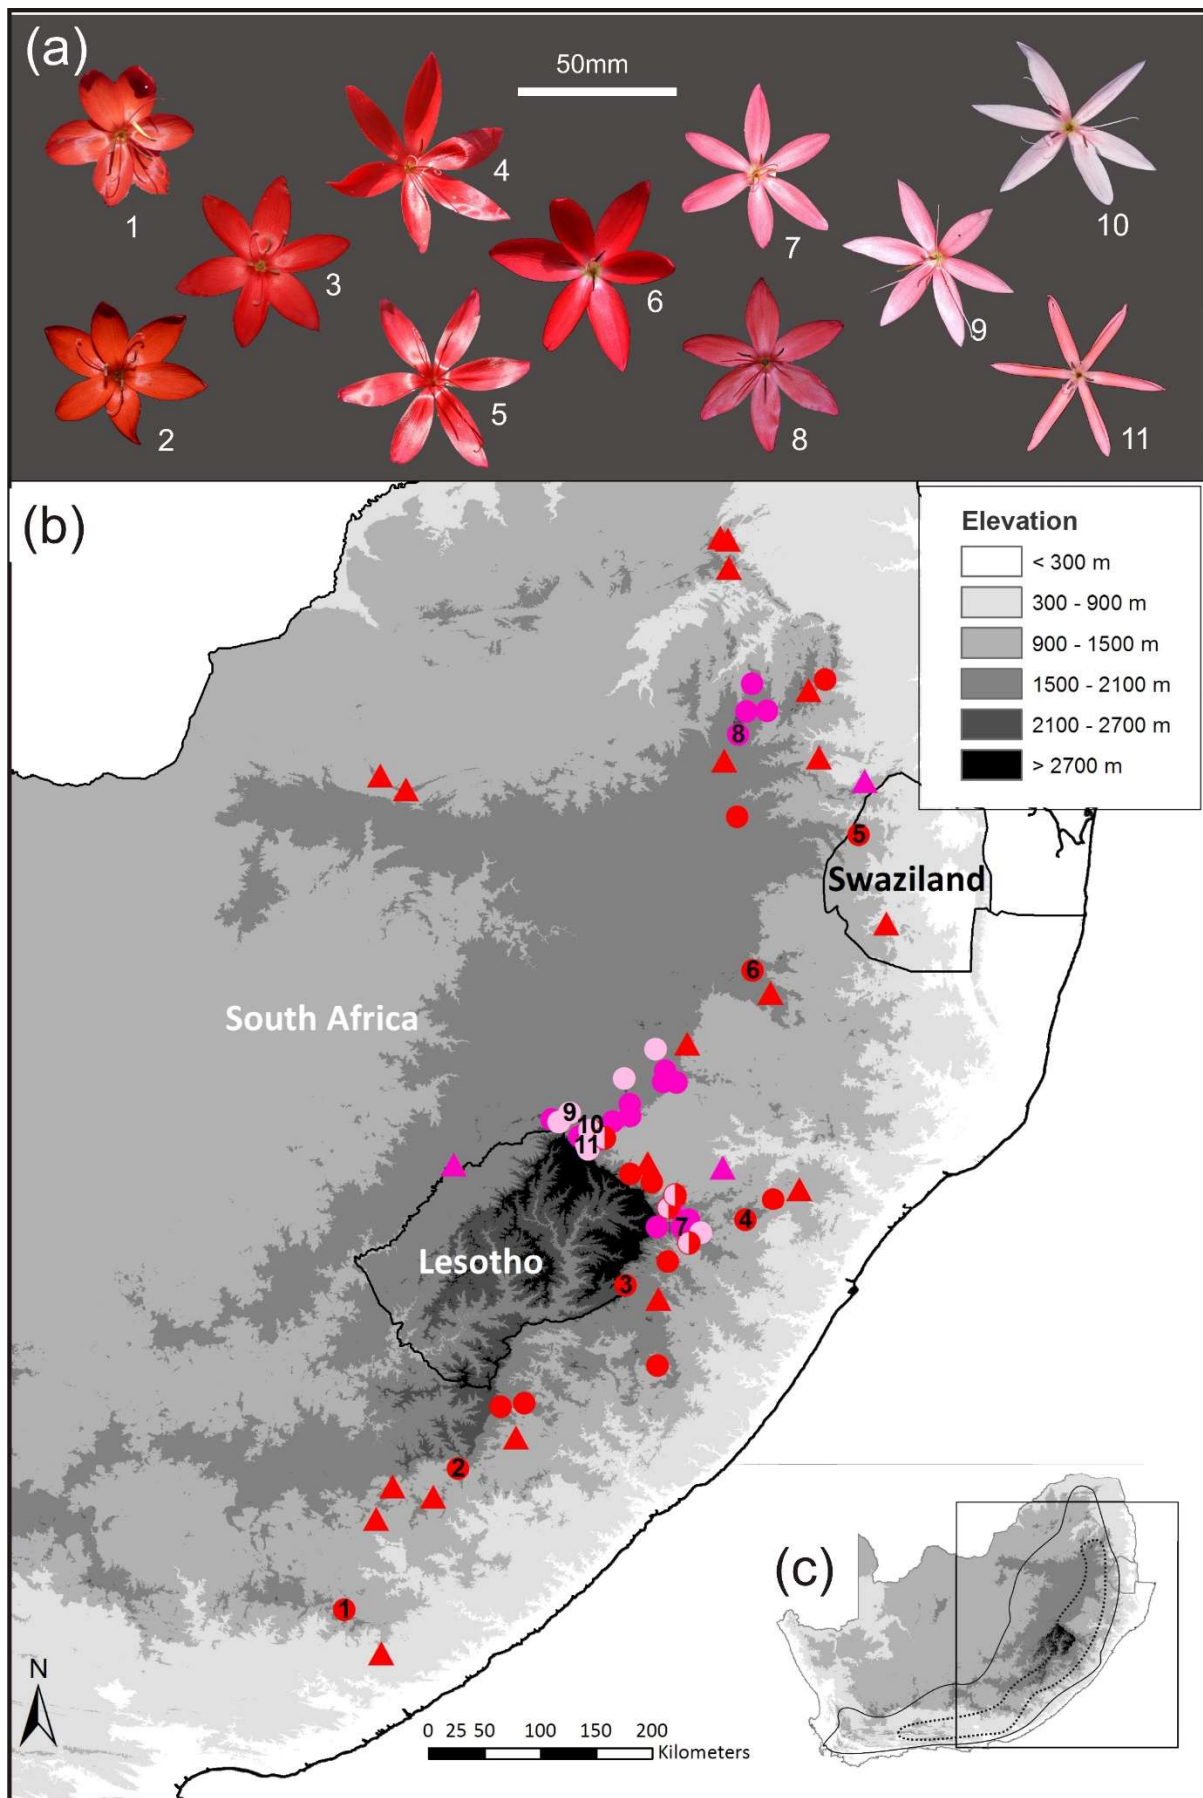 (a)
50mm
1
2
3
4
5
6
7
8
9
10
11
(b)
Elevation
< 300 m
300 - 900 m
900 - 1500 m
1500 - 2100 m
2100 - 2700 m
> 2700 m
8
5
Swaziland
6
South Africa
9
10
11
7
4
Lesotho
3
2
1
(c)
N
0 25 50 100 150 200
Kilometers